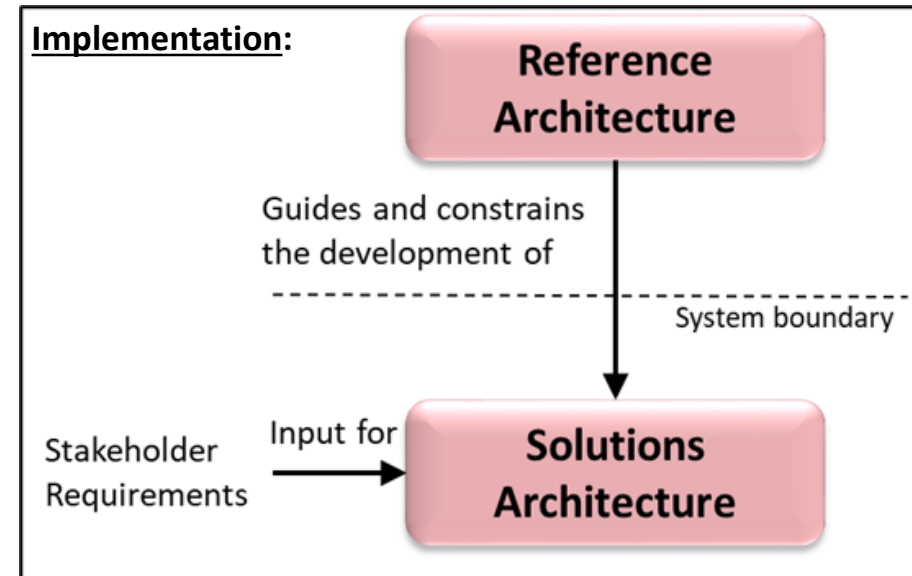 Implementation:
Reference
Architecture
Guides and constrains
the development of
System boundary
Stakeholder
Requirements
Input for
Solutions
Architecture